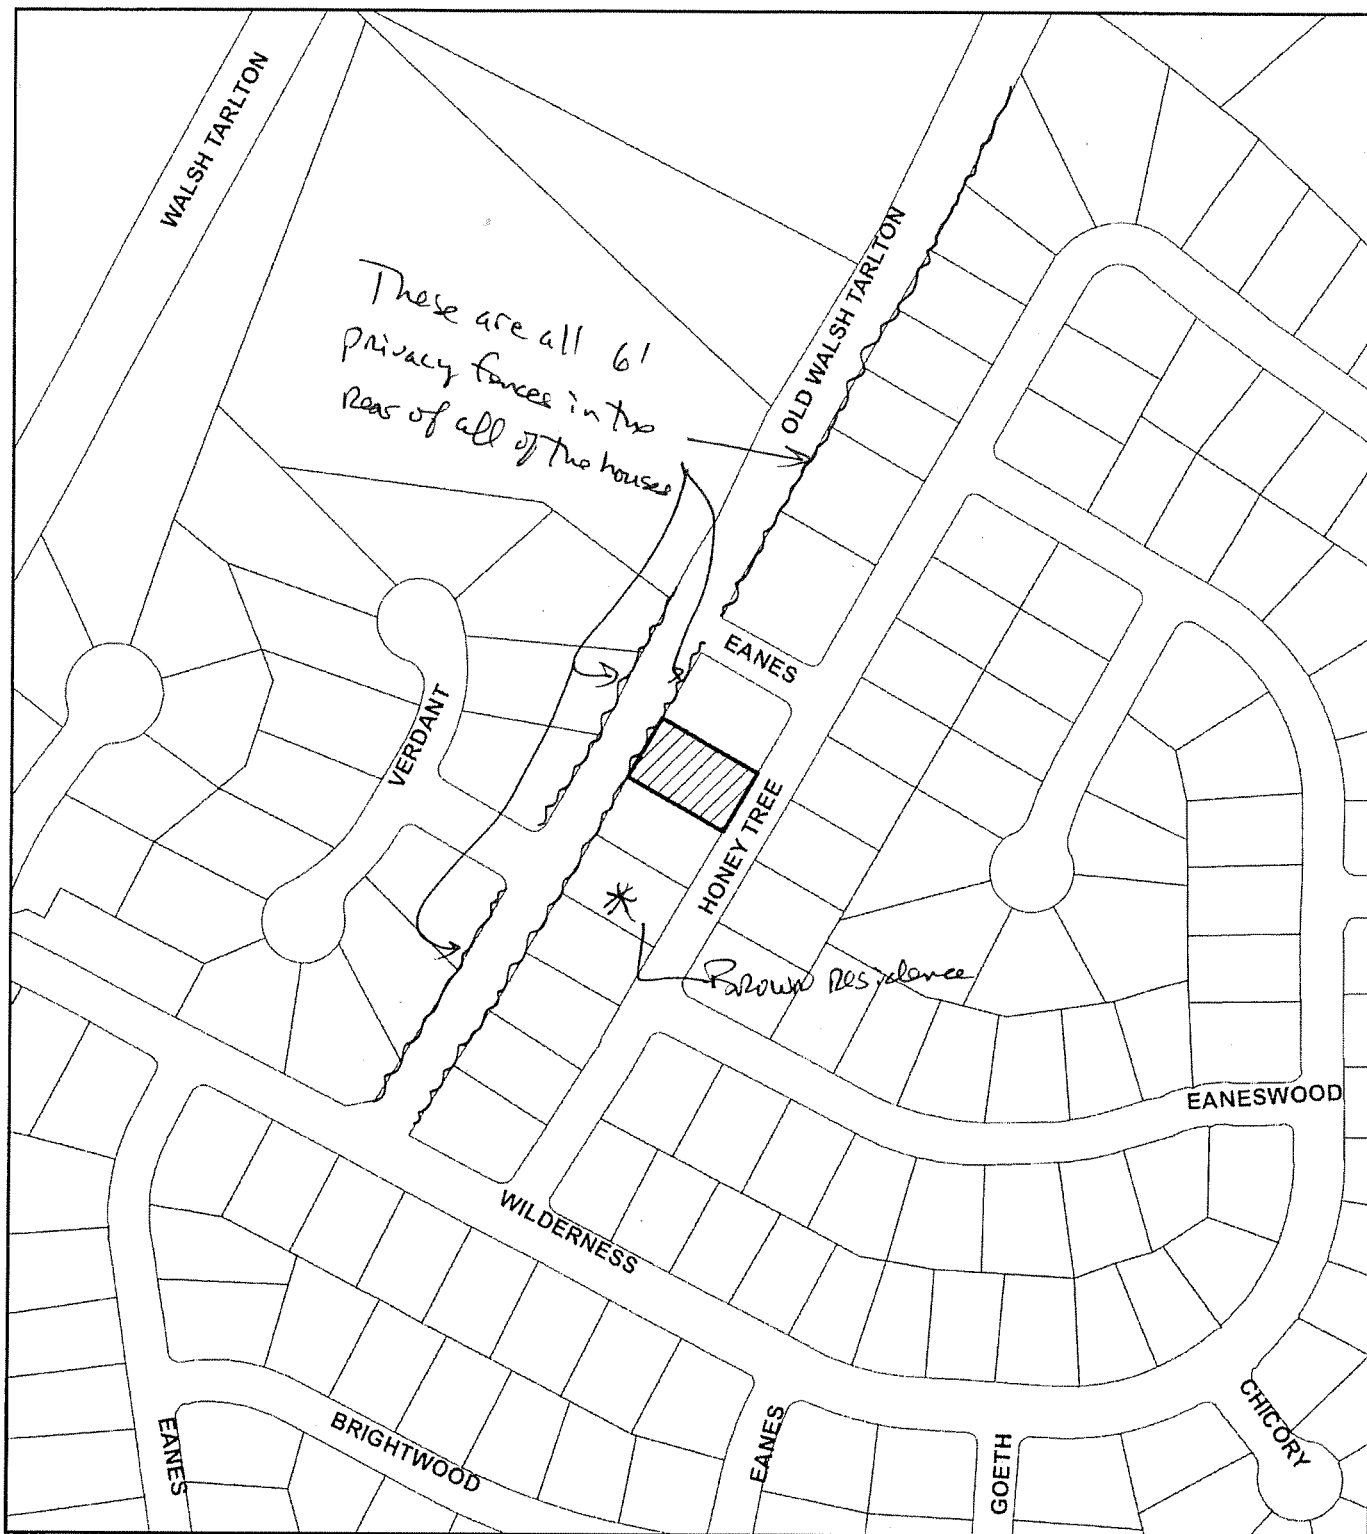 WALSH TARLTON
OLD WALSH TARLTON
These are all 6'
privacy fences in the
rear of all of the houses
EANES
VERDANT
HONEY TREE
Brown Residence
EANESWOOD
WILDERNESS
CHICORY
EANES
BRIGHTWOOD
EANES
GOETH